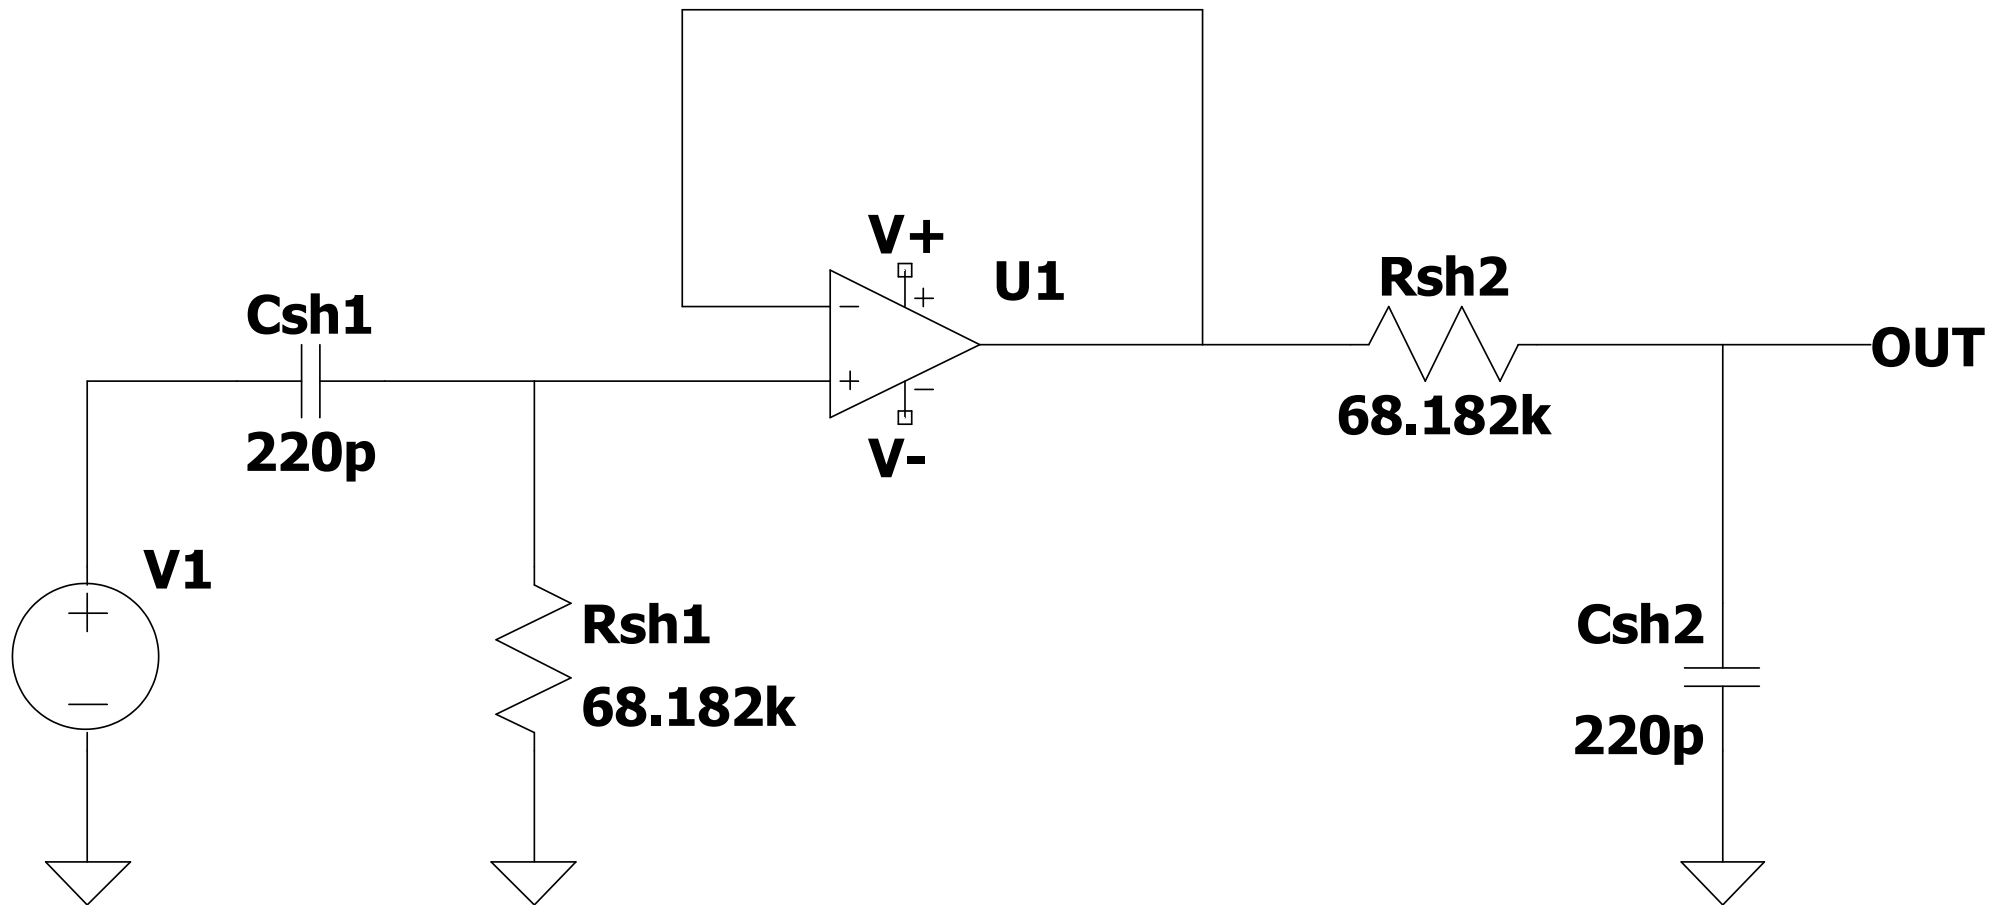 V+
U1
Rsh2
Csh1
OUT
68.182k
220p
V-
V1
Rsh1
Csh2
68.182k
220p